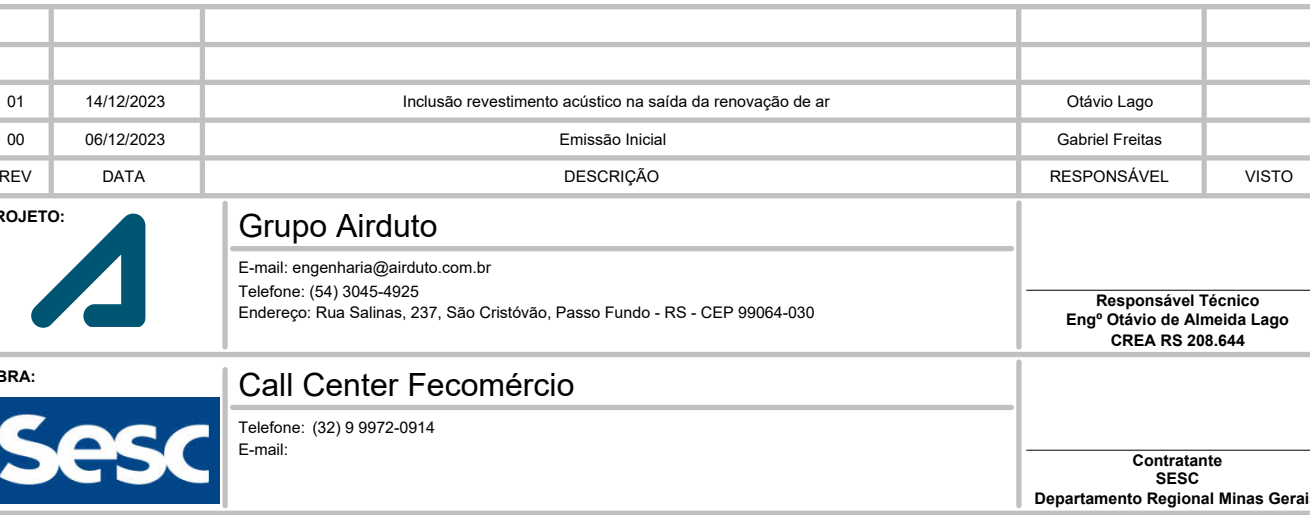 01 14/12/2023 Inclusão revestimento acústico na saída da renovação de ar Otávio Lago
00 06/12/2023 Emissão Inicial Gabriel Freitas
REV DATA DESCRIÇÃO RESPONSÁVEL VISTO
ROJETO:
Grupo Airduto
E-mail: engenharia@airduto.com.br
Telefone: (54) 3045-4925
Endereço: Rua Salinas, 237, São Cristóvão, Passo Fundo - RS - CEP 99064-030
Responsável Técnico
Engº Otávio de Almeida Lago
CREA RS 208.644
BRA:
Sesc
Call Center Fecomércio
Telefone: (32) 9 9972-0914
E-mail:
Contratante
SESC
Departamento Regional Minas Gerais